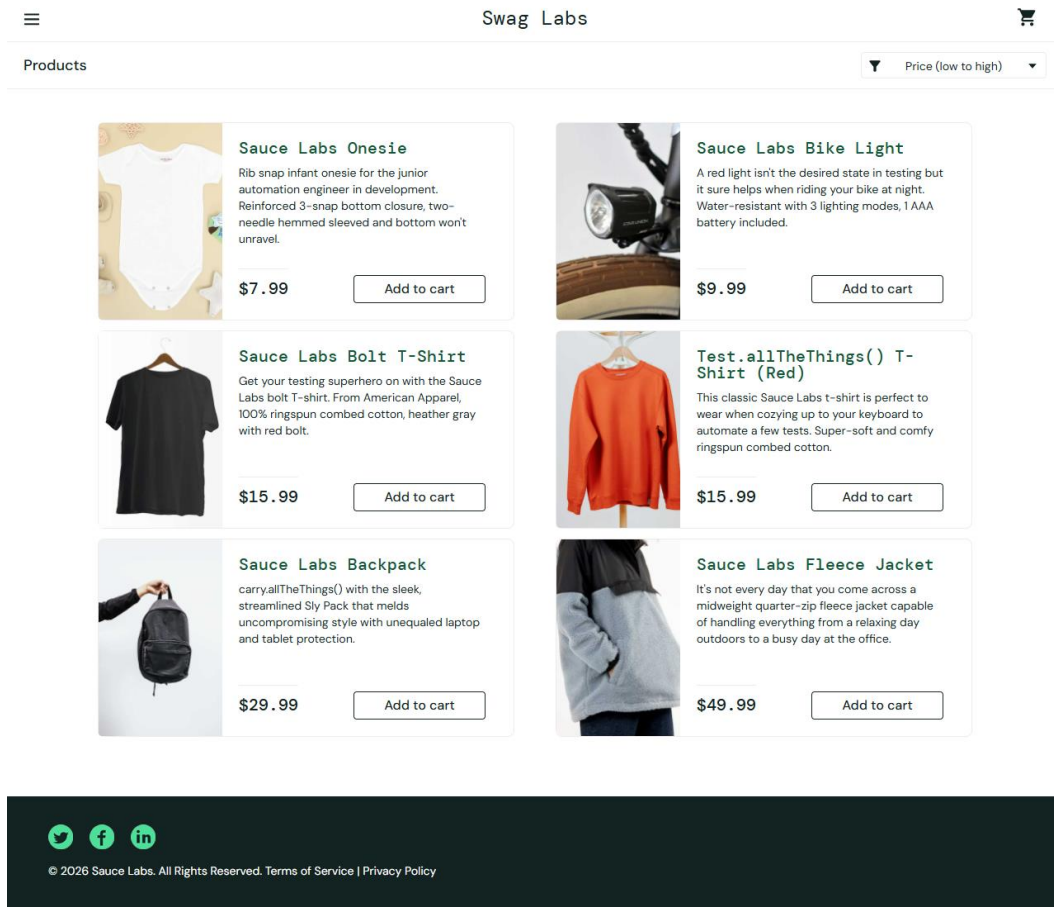 Swag Labs
Products
Price (low to high)
Sauce Labs Onesie
Rib snap infant onesie for the junior
automation engineer in development.
Reinforced 3-snap bottom closure, two-
needle hemmed sleeved and bottom won't
unravel.
$7.99
Add to cart
Sauce Labs Bike Light
A red light isn't the desired state in testing but
it sure helps when riding your bike at night.
Water-resistant with 3 lighting modes, 1 AAA
battery included.
$9.99
Add to cart
Sauce Labs Bolt T-Shirt
Get your testing superhero on with the Sauce
Labs bolt T-shirt. From American Apparel,
100% ringspun combed cotton, heather gray
with red bolt.
$15.99
Add to cart
Test.allTheThings() T-
Shirt (Red)
This classic Sauce Labs t-shirt is perfect to
wear when cozying up to your keyboard to
automate a few tests. Super-soft and comfy
ringspun combed cotton.
$15.99
Add to cart
Sauce Labs Backpack
carry.allTheThings() with the sleek,
streamlined Sly Pack that melds
uncompromising style with unequaled laptop
and tablet protection.
$29.99
Add to cart
Sauce Labs Fleece Jacket
It's not every day that you come across a
midweight quarter-zip fleece jacket capable
of handling everything from a relaxing day
outdoors to a busy day at the office.
$49.99
Add to cart
© 2026 Sauce Labs. All Rights Reserved. Terms of Service | Privacy Policy